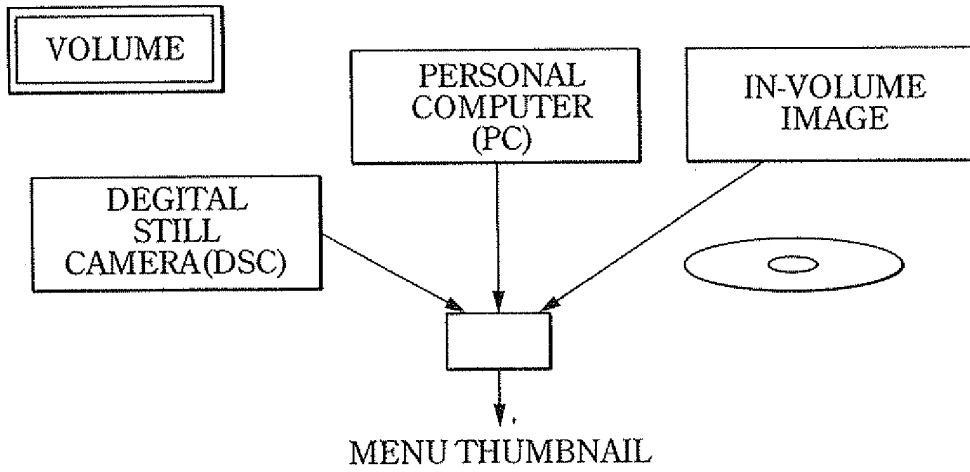 VOLUME
PERSONAL
COMPUTER
(PC)
IN-VOLUME
IMAGE
DEGITAL
STILL
CAMERA(DSC)
MENU THUMBNAIL